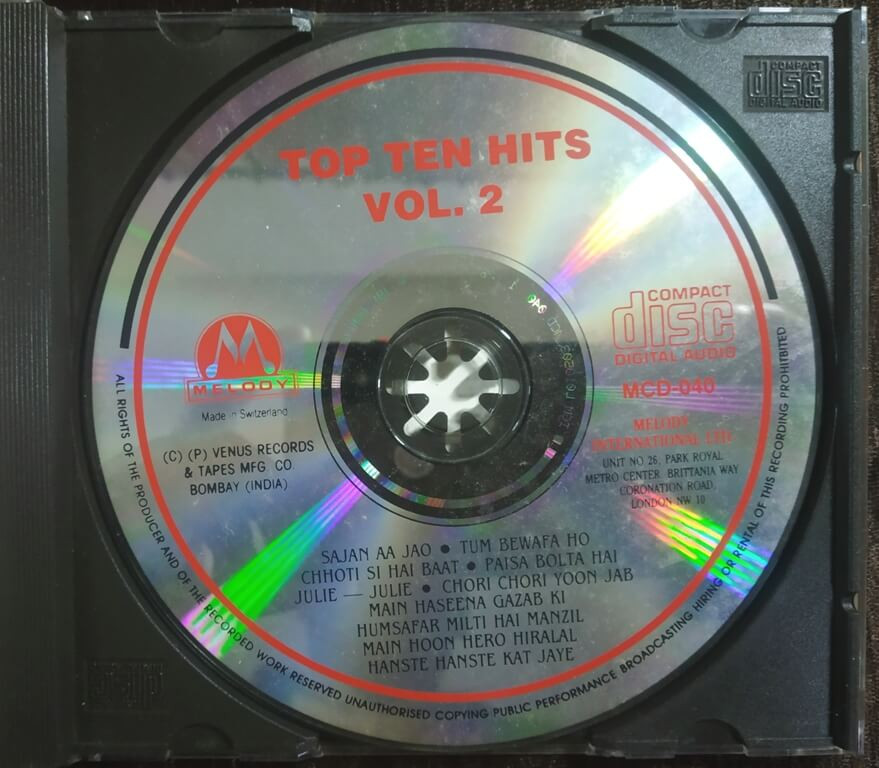 COMPACT
disc
DIGITAL AUDIO
TOP TEN HITS
VOL. 2
COMPACT
disc
DIGITAL AUDIO
MCD-040
MELODY
INTERNATIONAL LTD
UNIT NO 26, PARK ROYAL
METRO CENTER, BRITTANIA WAY
CORONATION ROAD,
LONDON NW 10
MELODY
Made in Switzerland
(C) (P) VENUS RECORDS
& TAPES MFG. CO.
BOMBAY (INDIA)
SAJAN AA JAO • TUM BEWAFA HO
CHHOTI SI HAI BAAT • PAISA BOLTA HAI
JULIE — JULIE • CHORI CHORI YOON JAB
MAIN HASEENA GAZAB KI
HUMSAFAR MILTI HAI MANZIL
MAIN HOON HERO HIRALAL
HANSTE HANSTE KAT JAYE
ALL RIGHTS OF THE PRODUCER AND OF THE RECORDED WORK RESERVED UNAUTHORISED COPYING PUBLIC PERFORMANCE BROADCASTING HIRING OR RENTAL OF THIS RECORDING PROHIBITED